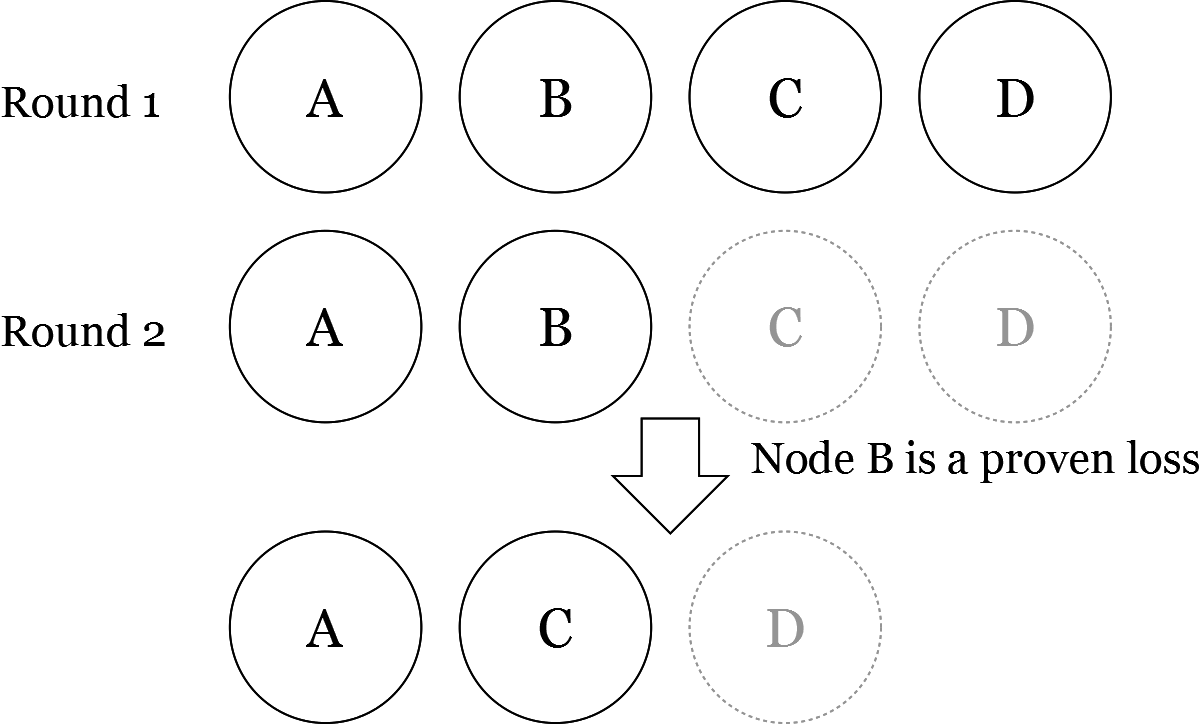 Round 1 A B C D
Round 2 A B C D
Node B is a proven loss
A C D